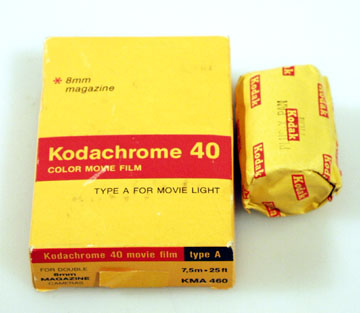 * 8mm
magazine
Kodachrome 40
COLOR MOVIE FILM
TYPE A FOR MOVIE LIGHT
Kodachrome 40 movie film type A
FOR DOUBLE
8mm
MAGAZINE
CAMERAS
7,5m • 25 ft
KMA 460
Kodak
Kodak
Kodak
Kodak
Kodak